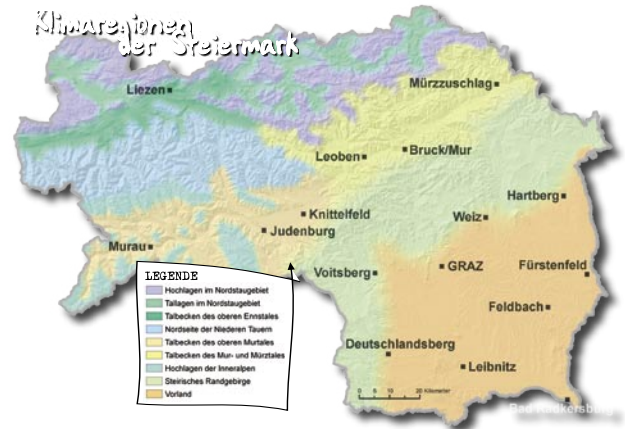 Klimaregionen
der Steiermark
Mürzzuschlag
Liezen
Bruck/Mur
Leoben
Hartberg
Knittelfeld
Weiz
Judenburg
Murau
GRAZ
Fürstenfeld
Voitsberg
LEGENDE
Hochlagen im Nordstaugebiet
Tallagen im Nordstaugebiet
Talbecken des oberen Ennstales
Nordseite der Niederen Tauern
Talbecken des oberen Murtales
Talbecken des Mur- und Mürztales
Hochlagen der Inneralpen
Steirisches Randgebirge
Vorland
Feldbach
Deutschlandsberg
Leibnitz
0 5 10 20 Kilometer
Bad Radkersburg